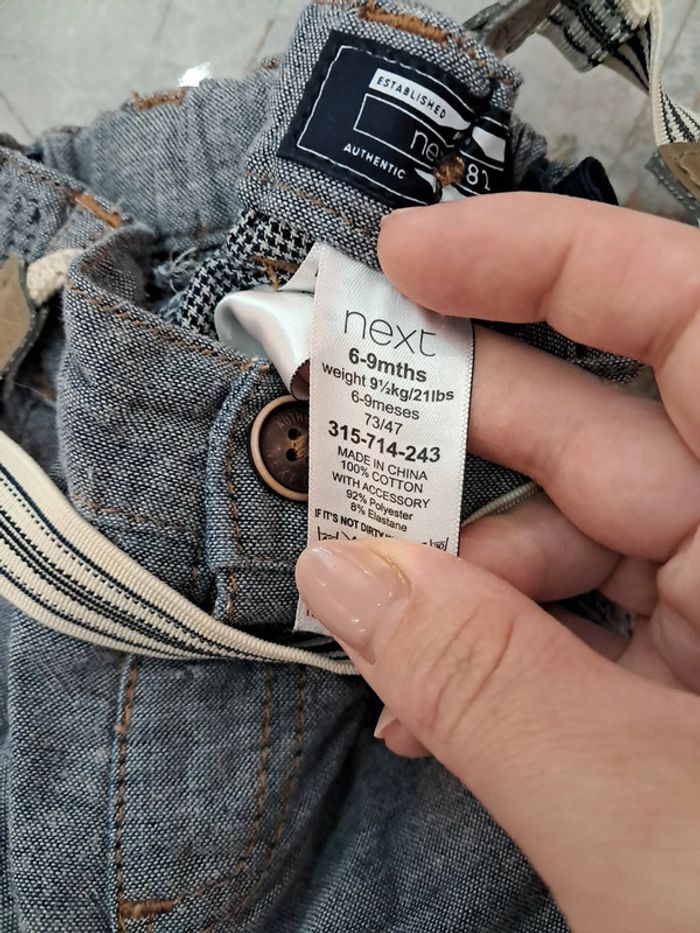 ESTABLISHED
AUTHENTIC
next
6-9mths
weight 9½kg/21lbs
6-9meses
73/47
315-714-243
MADE IN CHINA
100% COTTON
WITH ACCESSORY
92% Polyester
8% Elastane
IF IT'S NOT DIRTY